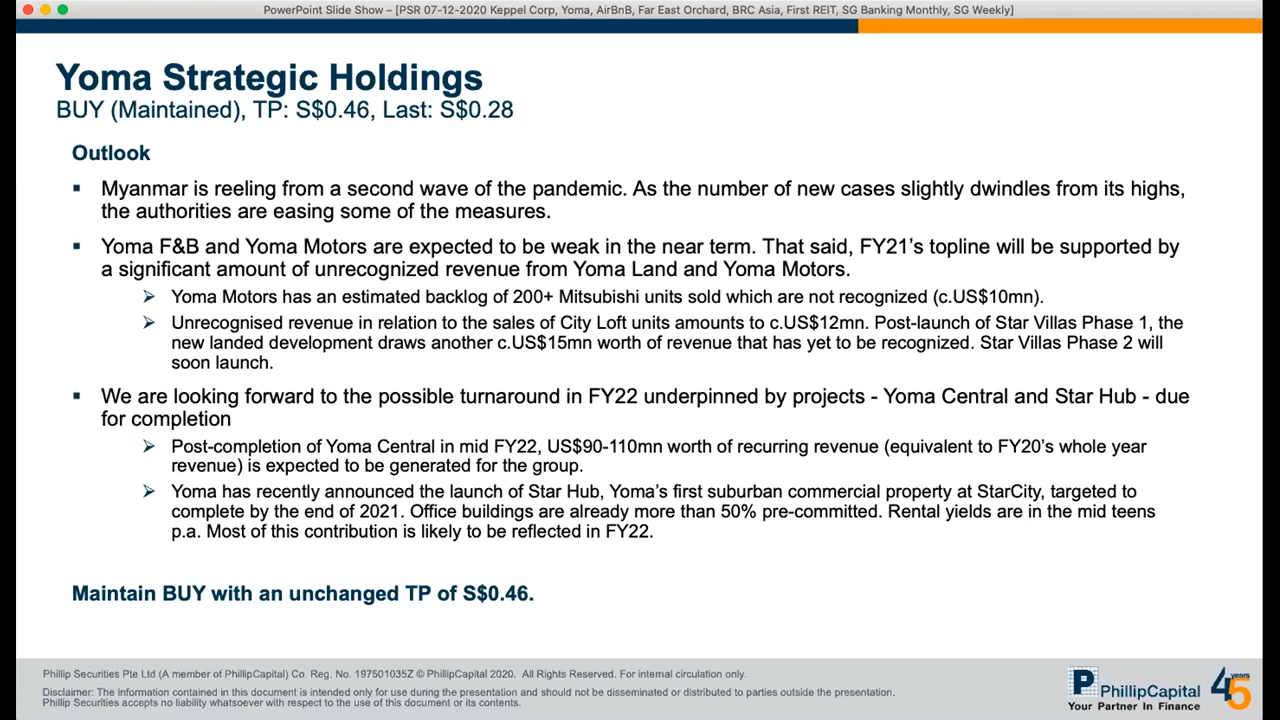 PowerPoint Slide Show – [PSR 07-12-2020 Keppel Corp, Yoma, AirBnB, Far East Orchard, BRC Asia, First REIT, SG Banking Monthly, SG Weekly]
Yoma Strategic Holdings
BUY (Maintained), TP: S$0.46, Last: S$0.28
Outlook
▪ Myanmar is reeling from a second wave of the pandemic. As the number of new cases slightly dwindles from its highs,
the authorities are easing some of the measures.
▪ Yoma F&B and Yoma Motors are expected to be weak in the near term. That said, FY21's topline will be supported by
a significant amount of unrecognized revenue from Yoma Land and Yoma Motors.
➢ Yoma Motors has an estimated backlog of 200+ Mitsubishi units sold which are not recognized (c.US$10mn).
➢ Unrecognised revenue in relation to the sales of City Loft units amounts to c.US$12mn. Post-launch of Star Villas Phase 1, the
new landed development draws another c.US$15mn worth of revenue that has yet to be recognized. Star Villas Phase 2 will
soon launch.
▪ We are looking forward to the possible turnaround in FY22 underpinned by projects - Yoma Central and Star Hub - due
for completion
➢ Post-completion of Yoma Central in mid FY22, US$90-110mn worth of recurring revenue (equivalent to FY20's whole year
revenue) is expected to be generated for the group.
➢ Yoma has recently announced the launch of Star Hub, Yoma's first suburban commercial property at StarCity, targeted to
complete by the end of 2021. Office buildings are already more than 50% pre-committed. Rental yields are in the mid teens
p.a. Most of this contribution is likely to be reflected in FY22.
Maintain BUY with an unchanged TP of S$0.46.
Phillip Securities Pte Ltd (A member of PhillipCapital) Co. Reg. No. 197501035Z © PhillipCapital 2020. All Rights Reserved. For internal circulation only.
Disclaimer: The information contained in this document is intended only for use during the presentation and should not be disseminated or distributed to parties outside the presentation.
Phillip Securities accepts no liability whatsoever with respect to the use of this document or its contents.
P PhillipCapital
Your Partner In Finance
45 years